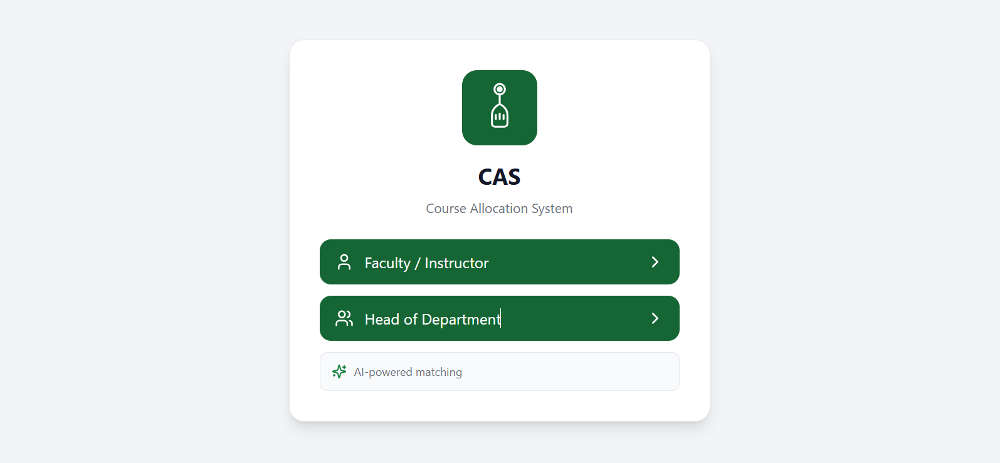 CAS
Course Allocation System
Faculty / Instructor
Head of Department
AI-powered matching